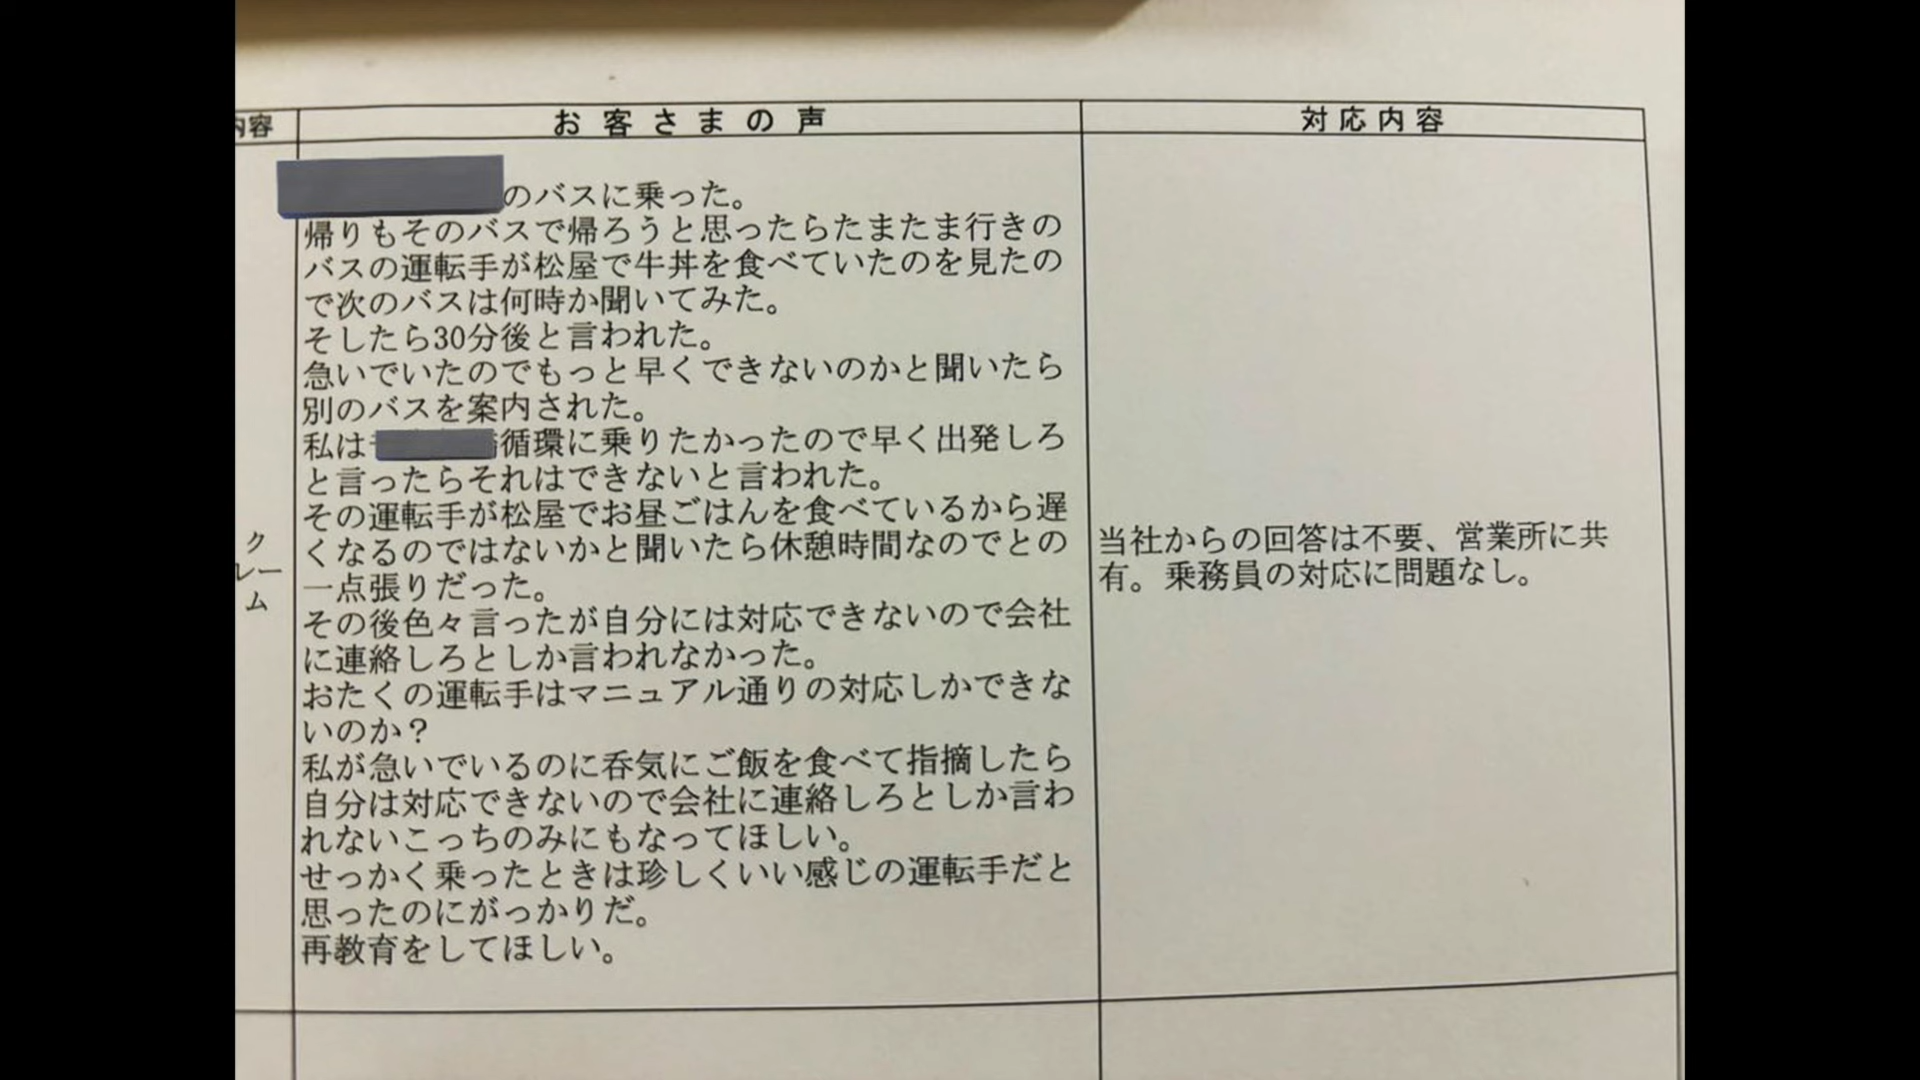 内容
お客さまの声
対応内容
クレーム
のバスに乗った。
帰りもそのバスで帰ろうと思ったらたまたま行きの
バスの運転手が松屋で牛丼を食べていたのを見たの
で次のバスは何時か聞いてみた。
そしたら30分後と言われた。
急いでいたのでもっと早くできないのかと聞いたら
別のバスを案内された。
私は
循環に乗りたかったので早く出発しろ
と言ったらそれはできないと言われた。
その運転手が松屋でお昼ごはんを食べているから遅
くなるのではないかと聞いたら休憩時間なのでとの
一点張りだった。
その後色々言ったが自分には対応できないので会社
に連絡しろとしか言われなかった。
おたくの運転手はマニュアル通りの対応しかできな
いのか？
私が急いでいるのに呑気にご飯を食べて指摘したら
自分は対応できないので会社に連絡しろとしか言わ
れないこっちのみにもなってほしい。
せっかく乗ったときは珍しくいい感じの運転手だと
思ったのにがっかりだ。
再教育をしてほしい。
当社からの回答は不要、営業所に共
有。乗務員の対応に問題なし。